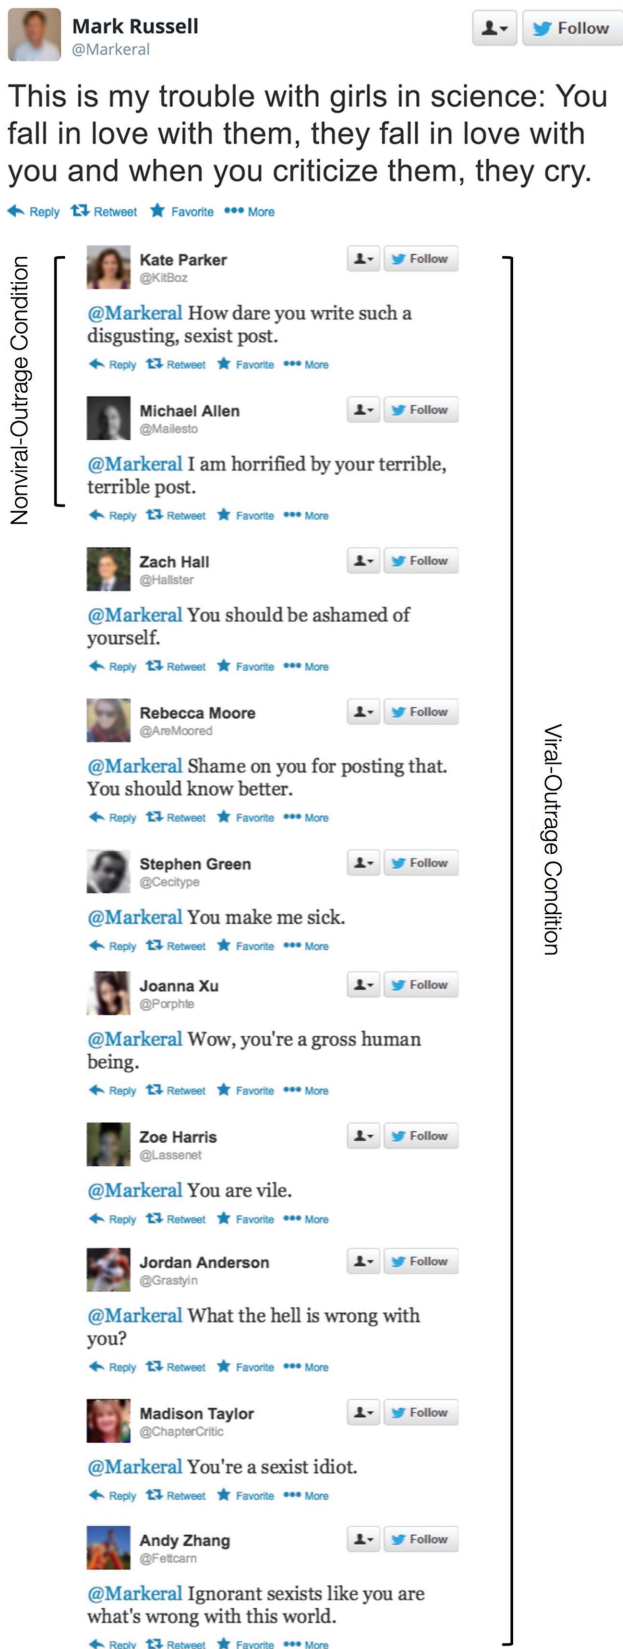 Mark Russell
@Markeral
Follow
This is my trouble with girls in science: You
fall in love with them, they fall in love with
you and when you criticize them, they cry.
Reply Retweet Favorite More
Nonviral-Outrage Condition
Viral-Outrage Condition
Kate Parker
@KitBoz
Follow
@Markeral How dare you write such a
disgusting, sexist post.
Reply Retweet Favorite More
Michael Allen
@Mailesto
Follow
@Markeral I am horrified by your terrible,
terrible post.
Reply Retweet Favorite More
Zach Hall
@Hallster
Follow
@Markeral You should be ashamed of
yourself.
Reply Retweet Favorite More
Rebecca Moore
@AreMoored
Follow
@Markeral Shame on you for posting that.
You should know better.
Reply Retweet Favorite More
Stephen Green
@Cecitype
Follow
@Markeral You make me sick.
Reply Retweet Favorite More
Joanna Xu
@Porphte
Follow
@Markeral Wow, you're a gross human
being.
Reply Retweet Favorite More
Zoe Harris
@Lassenet
Follow
@Markeral You are vile.
Reply Retweet Favorite More
Jordan Anderson
@Grastyin
Follow
@Markeral What the hell is wrong with
you?
Reply Retweet Favorite More
Madison Taylor
@ChapterCritic
Follow
@Markeral You're a sexist idiot.
Reply Retweet Favorite More
Andy Zhang
@Fettcarn
Follow
@Markeral Ignorant sexists like you are
what's wrong with this world.
Reply Retweet Favorite More